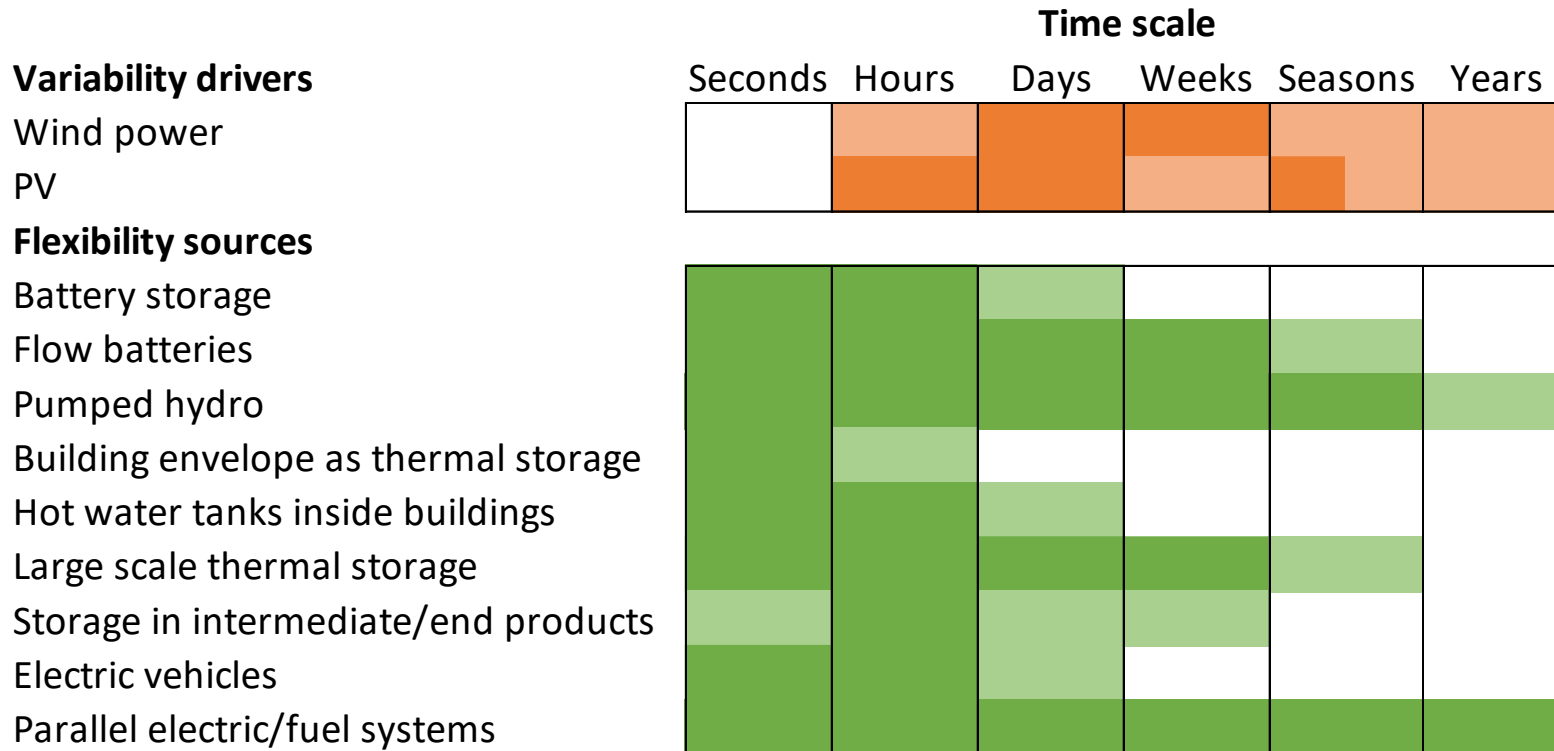 Time scale
Variability drivers Seconds Hours Days Weeks Seasons Years
Wind power
PV
Flexibility sources
Battery storage
Flow batteries
Pumped hydro
Building envelope as thermal storage
Hot water tanks inside buildings
Large scale thermal storage
Storage in intermediate/end products
Electric vehicles
Parallel electric/fuel systems